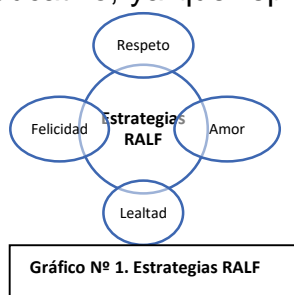 Respeto
Felicidad
Estrategias
RALF
Amor
Lealtad
Gráfico Nº 1. Estrategias RALF